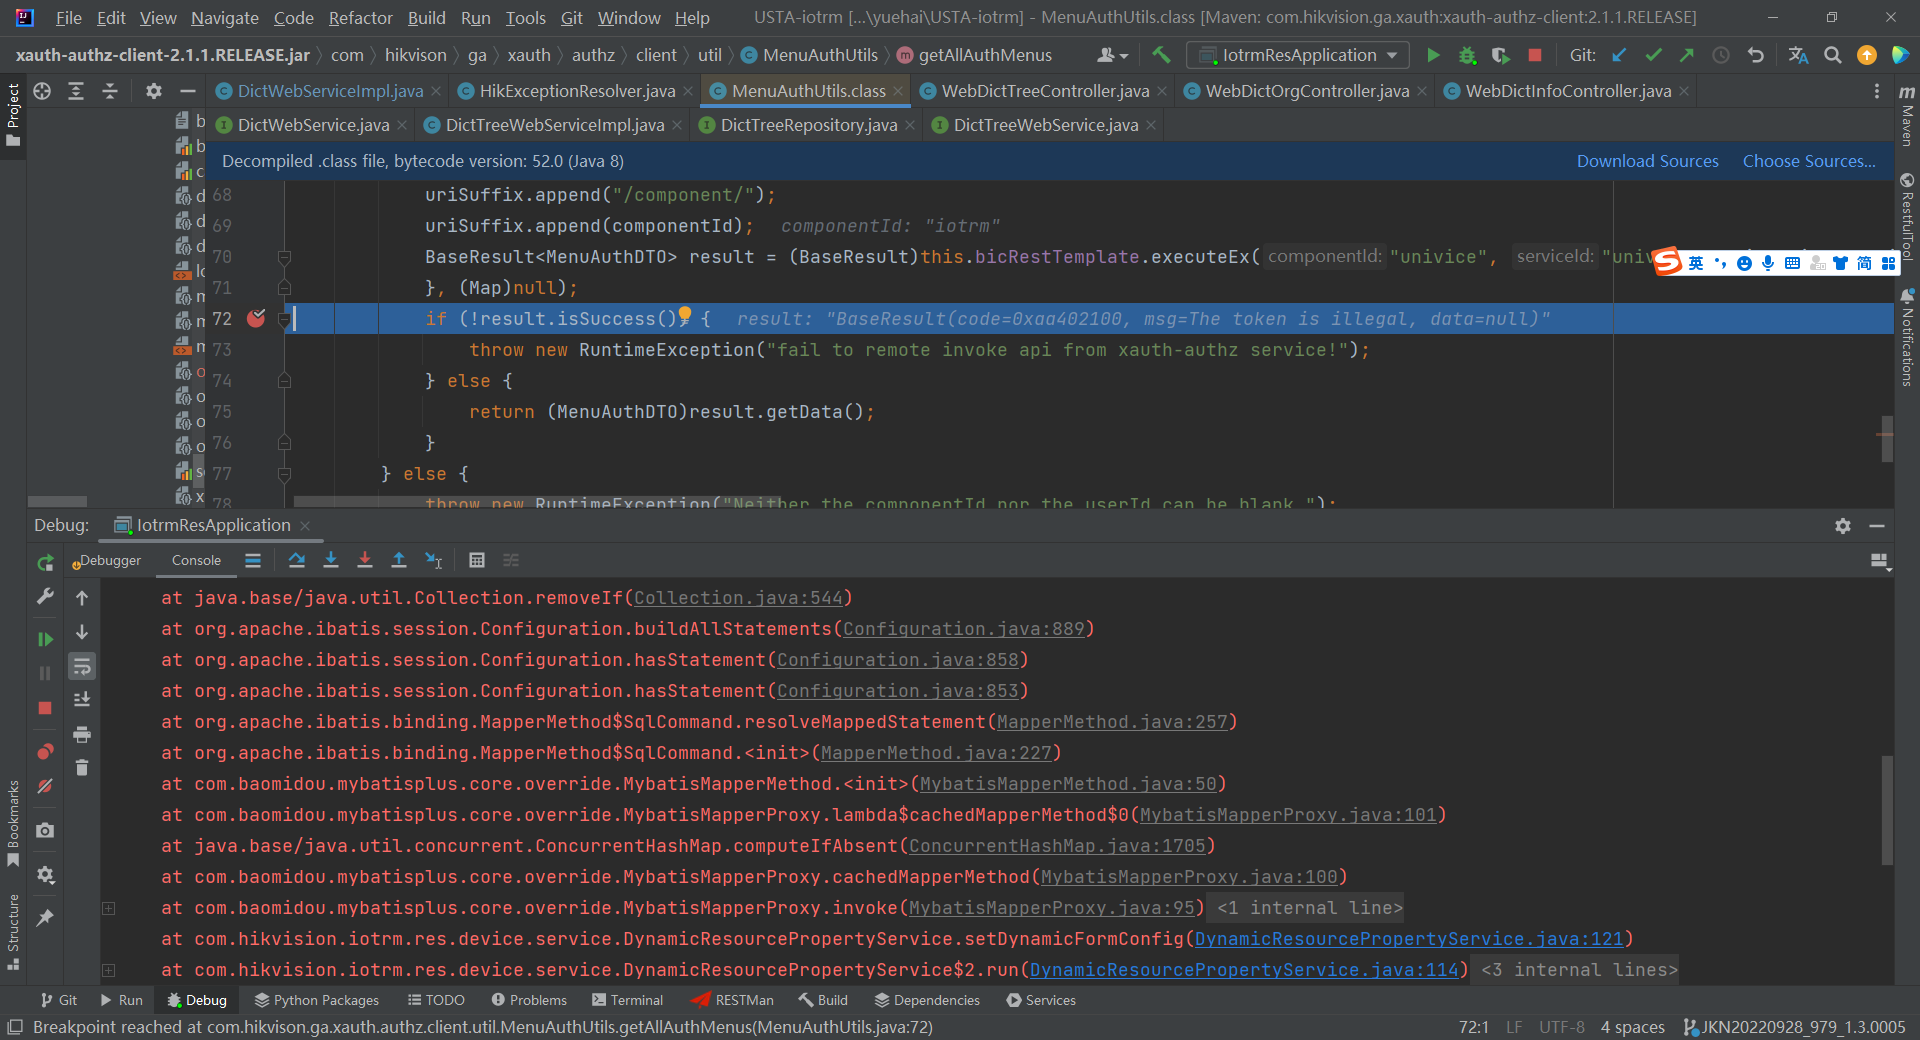 File Edit View Navigate Code Refactor Build Run Tools Git Window Help USTA-iotrm [...\yuehai\USTA-iotrm] - MenuAuthUtils.class [Maven: com.hikvision.ga.xauth:xauth-authz-client:2.1.1.RELEASE]
xauth-authz-client-2.1.1.RELEASE.jar com hikvison ga xauth authz client util MenuAuthUtils getAllAuthMenus IotrmResApplication Git:
DictWebServiceImpl.java HikExceptionResolver.java MenuAuthUtils.class WebDictTreeController.java WebDictOrgController.java WebDictInfoController.java
DictWebService.java DictTreeWebServiceImpl.java DictTreeRepository.java DictTreeWebService.java
Decompiled .class file, bytecode version: 52.0 (Java 8) Download Sources Choose Sources...
68 uriSuffix.append("/component/");
69 uriSuffix.append(componentId); componentId: "iotrm"
70 BaseResult<MenuAuthDTO> result = (BaseResult)this.bicRestTemplate.executeEx( componentId: "univice", serviceId: "univ
英 简
71 }, (Map)null);
72 if (!result.isSuccess()) { result: "BaseResult(code=0xaa402100, msg=The token is illegal, data=null)"
73 throw new RuntimeException("fail to remote invoke api from xauth-authz service!");
74 } else {
75 return (MenuAuthDTO)result.getData();
76 }
77 } else {
78 throw new RuntimeException("Neither the componentId nor the userId can be blank.");
Project
Maven
RestfulTool
Notifications
Debug: IotrmResApplication
Debugger Console
at java.base/java.util.Collection.removeIf(Collection.java:544)
at org.apache.ibatis.session.Configuration.buildAllStatements(Configuration.java:889)
at org.apache.ibatis.session.Configuration.hasStatement(Configuration.java:858)
at org.apache.ibatis.session.Configuration.hasStatement(Configuration.java:853)
at org.apache.ibatis.binding.MapperMethod$SqlCommand.resolveMappedStatement(MapperMethod.java:257)
at org.apache.ibatis.binding.MapperMethod$SqlCommand.<init>(MapperMethod.java:227)
at com.baomidou.mybatisplus.core.override.MybatisMapperMethod.<init>(MybatisMapperMethod.java:50)
at com.baomidou.mybatisplus.core.override.MybatisMapperProxy.lambda$cachedMapperMethod$0(MybatisMapperProxy.java:101)
at java.base/java.util.concurrent.ConcurrentHashMap.computeIfAbsent(ConcurrentHashMap.java:1705)
at com.baomidou.mybatisplus.core.override.MybatisMapperProxy.cachedMapperMethod(MybatisMapperProxy.java:100)
at com.baomidou.mybatisplus.core.override.MybatisMapperProxy.invoke(MybatisMapperProxy.java:95) <1 internal line>
at com.hikvision.iotrm.res.device.service.DynamicResourcePropertyService.setDynamicFormConfig(DynamicResourcePropertyService.java:121)
at com.hikvision.iotrm.res.device.service.DynamicResourcePropertyService$2.run(DynamicResourcePropertyService.java:114) <3 internal lines>
Bookmarks
Structure
Git Run Debug Python Packages TODO Problems Terminal RESTMan Build Dependencies Services
Breakpoint reached at com.hikvison.ga.xauth.authz.client.util.MenuAuthUtils.getAllAuthMenus(MenuAuthUtils.java:72) 72:1 LF UTF-8 4 spaces JKN20220928_979_1.3.0005